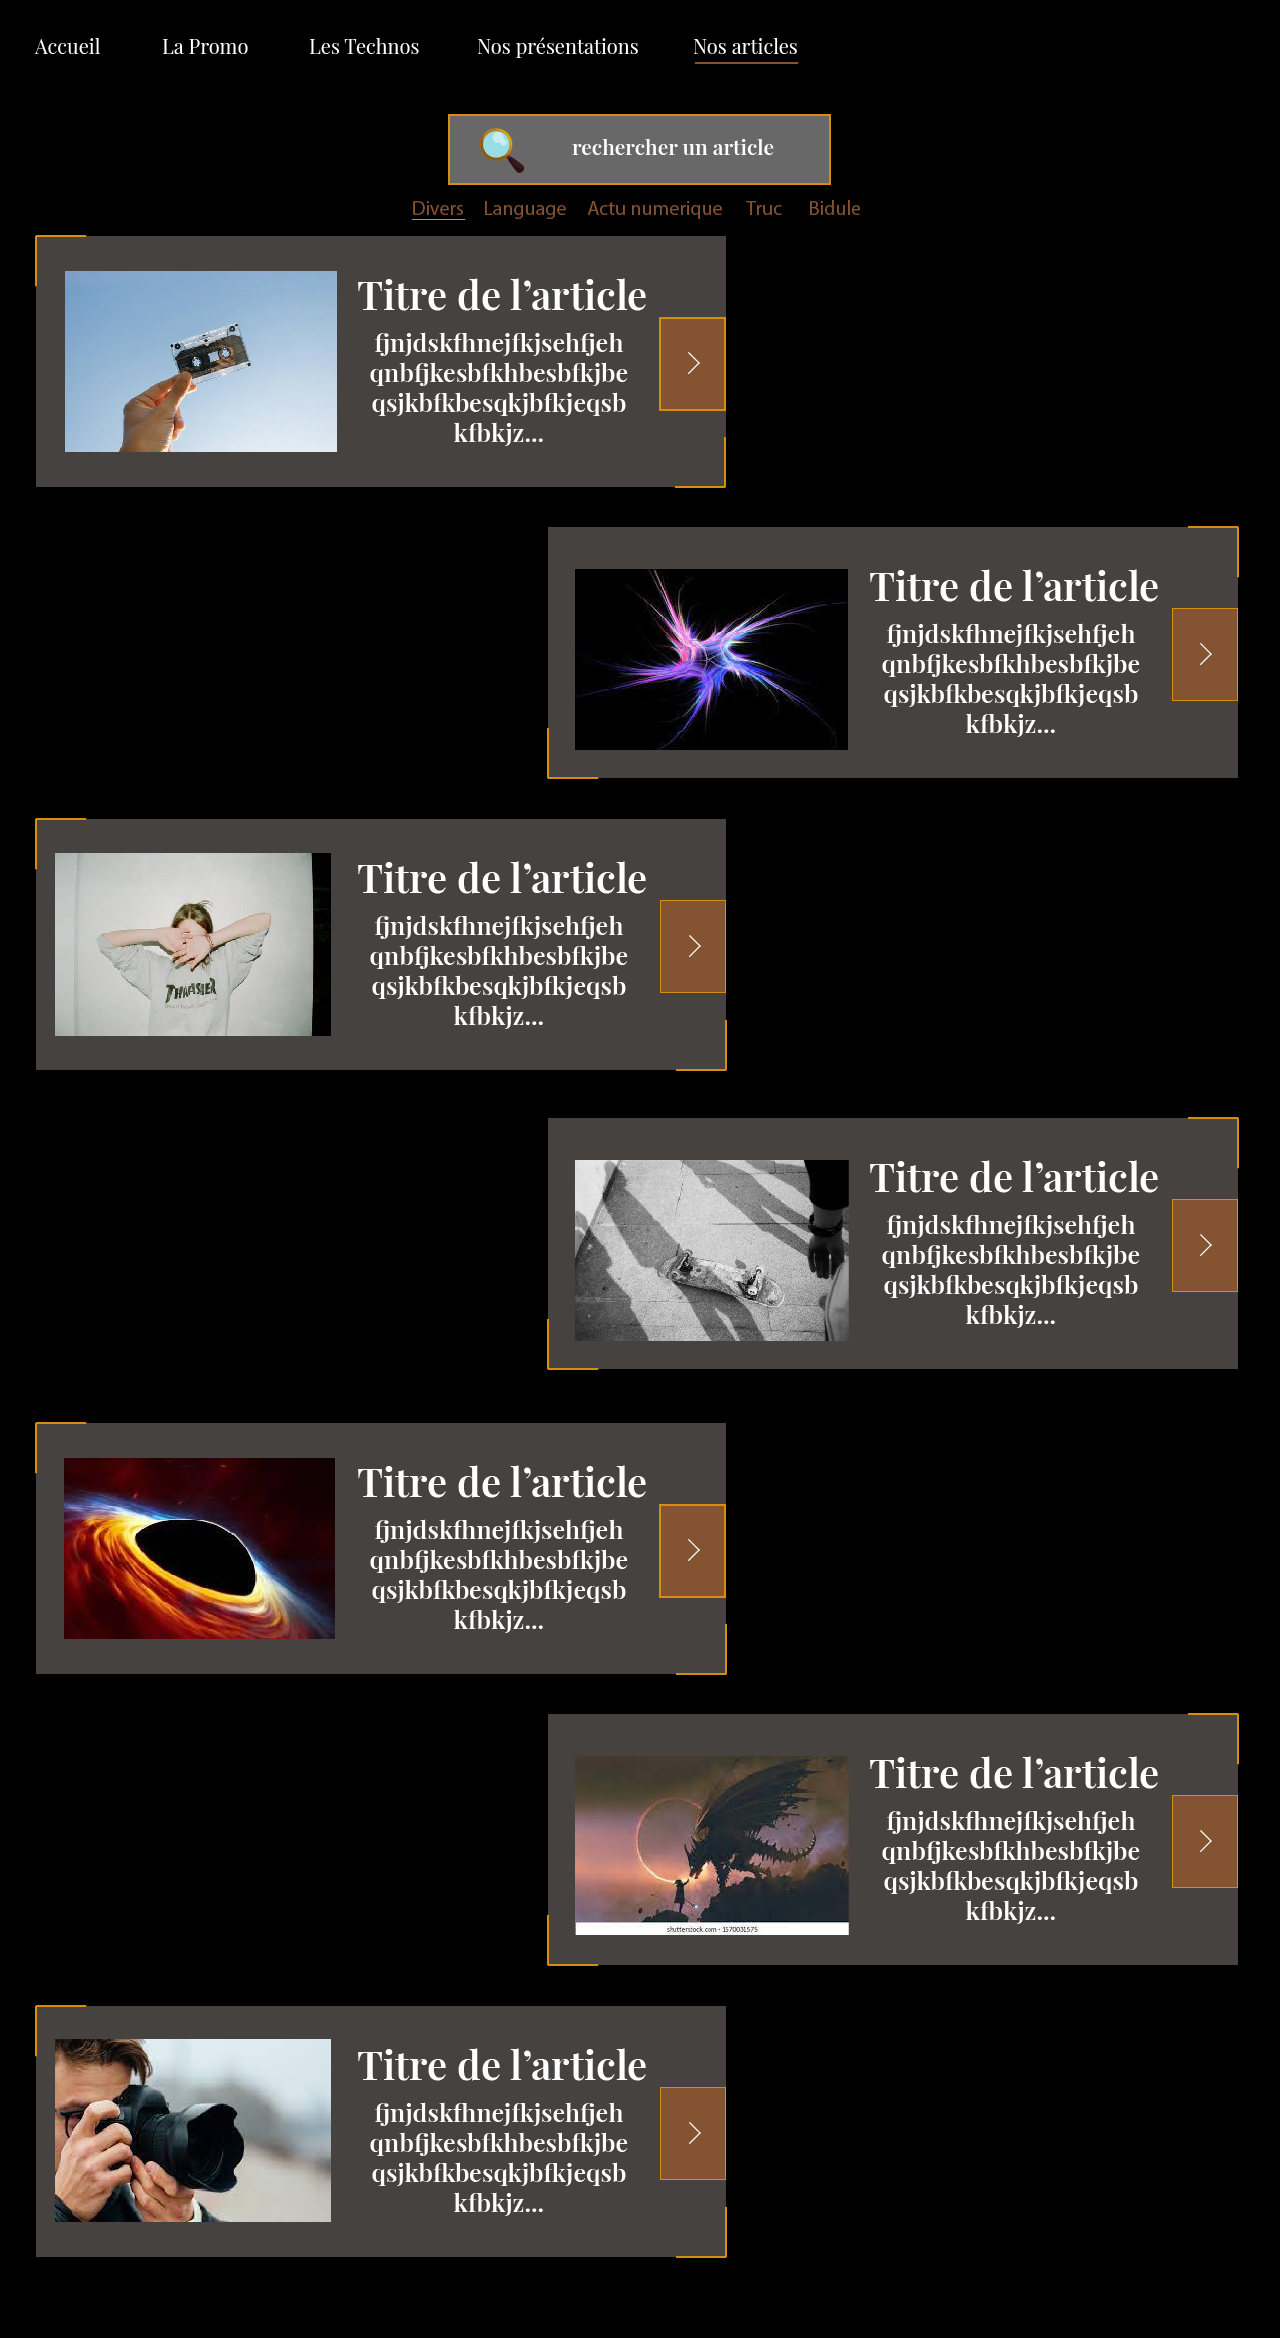 Accueil La Promo Les Technos Nos présentations Nos articles
rechercher un article
Divers Language Actu numerique Truc Bidule
Titre de l’article
fjnjdskfhnejfkjsehfjeh
qnbfjkesbfkhbesbfkjbe
qsjkbfkbesqkjbfkjeqsb
kfbkjz...
Titre de l’article
fjnjdskfhnejfkjsehfjeh
qnbfjkesbfkhbesbfkjbe
qsjkbfkbesqkjbfkjeqsb
kfbkjz...
THRASHER
Titre de l’article
fjnjdskfhnejfkjsehfjeh
qnbfjkesbfkhbesbfkjbe
qsjkbfkbesqkjbfkjeqsb
kfbkjz...
Titre de l’article
fjnjdskfhnejfkjsehfjeh
qnbfjkesbfkhbesbfkjbe
qsjkbfkbesqkjbfkjeqsb
kfbkjz...
Titre de l’article
fjnjdskfhnejfkjsehfjeh
qnbfjkesbfkhbesbfkjbe
qsjkbfkbesqkjbfkjeqsb
kfbkjz...
shutterstock.com · 1570031575
Titre de l’article
fjnjdskfhnejfkjsehfjeh
qnbfjkesbfkhbesbfkjbe
qsjkbfkbesqkjbfkjeqsb
kfbkjz...
Titre de l’article
fjnjdskfhnejfkjsehfjeh
qnbfjkesbfkhbesbfkjbe
qsjkbfkbesqkjbfkjeqsb
kfbkjz...